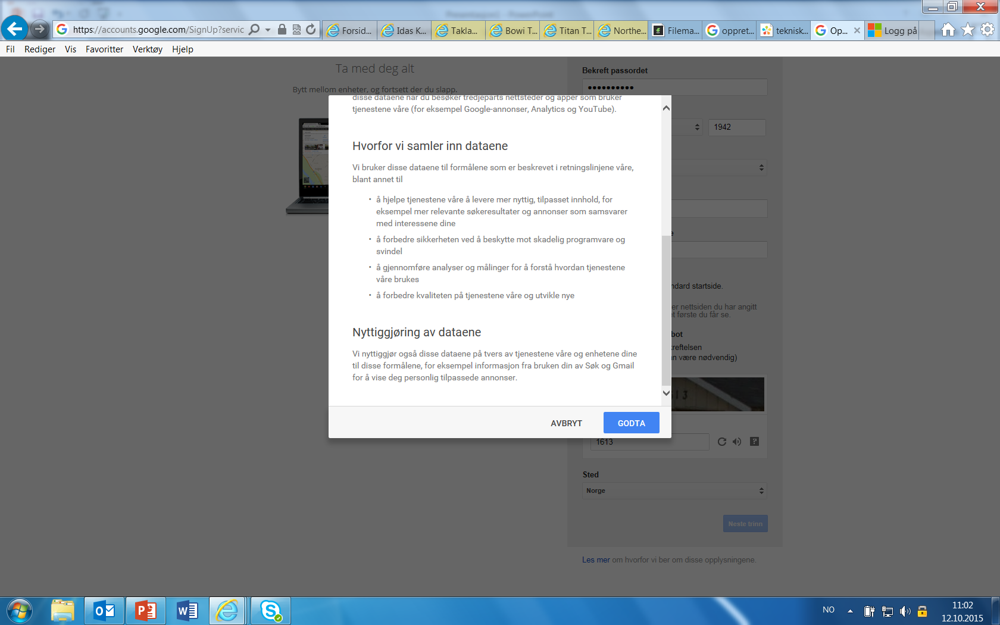 Presentasjon1 - PowerPoint
https://accounts.google.com/SignUp?servic
Forsid...
Idas K...
Takla...
Bowi T...
Titan T...
Northe...
Filema...
oppret...
teknisk...
Op...
Logg på
Fil Rediger Vis Favoritter Verktøy Hjelp
Ta med deg alt
Bytt mellom enheter, og fortsett der du slapp.
disse dataene når du besøker tredjeparts nettsteder og apper som bruker
tjenestene våre (for eksempel Google-annonser, Analytics og YouTube).
Hvorfor vi samler inn dataene
Vi bruker disse dataene til formålene som er beskrevet i retningslinjene våre,
blant annet til
• å hjelpe tjenestene våre å levere mer nyttig, tilpasset innhold, for
eksempel mer relevante søkeresultater og annonser som samsvarer
med interessene dine
• å forbedre sikkerheten ved å beskytte mot skadelig programvare og
svindel
• å gjennomføre analyser og målinger for å forstå hvordan tjenestene
våre brukes
• å forbedre kvaliteten på tjenestene våre og utvikle nye
Nyttiggjøring av dataene
Vi nyttiggjør også disse dataene på tvers av tjenestene våre og enhetene dine
til disse formålene, for eksempel informasjon fra bruken din av Søk og Gmail
for å vise deg personlig tilpassede annonser.
AVBRYT GODTA
Bekreft passordet
••••••••••
1942
e
ndard startside.
er nettsiden du har angitt
et første du får se.
bot
kreftelsen
n være nødvendig)
13
1613
Sted
Norge
Neste trinn
Les mer om hvorfor vi ber om disse opplysningene.
NO
11:02
12.10.2015